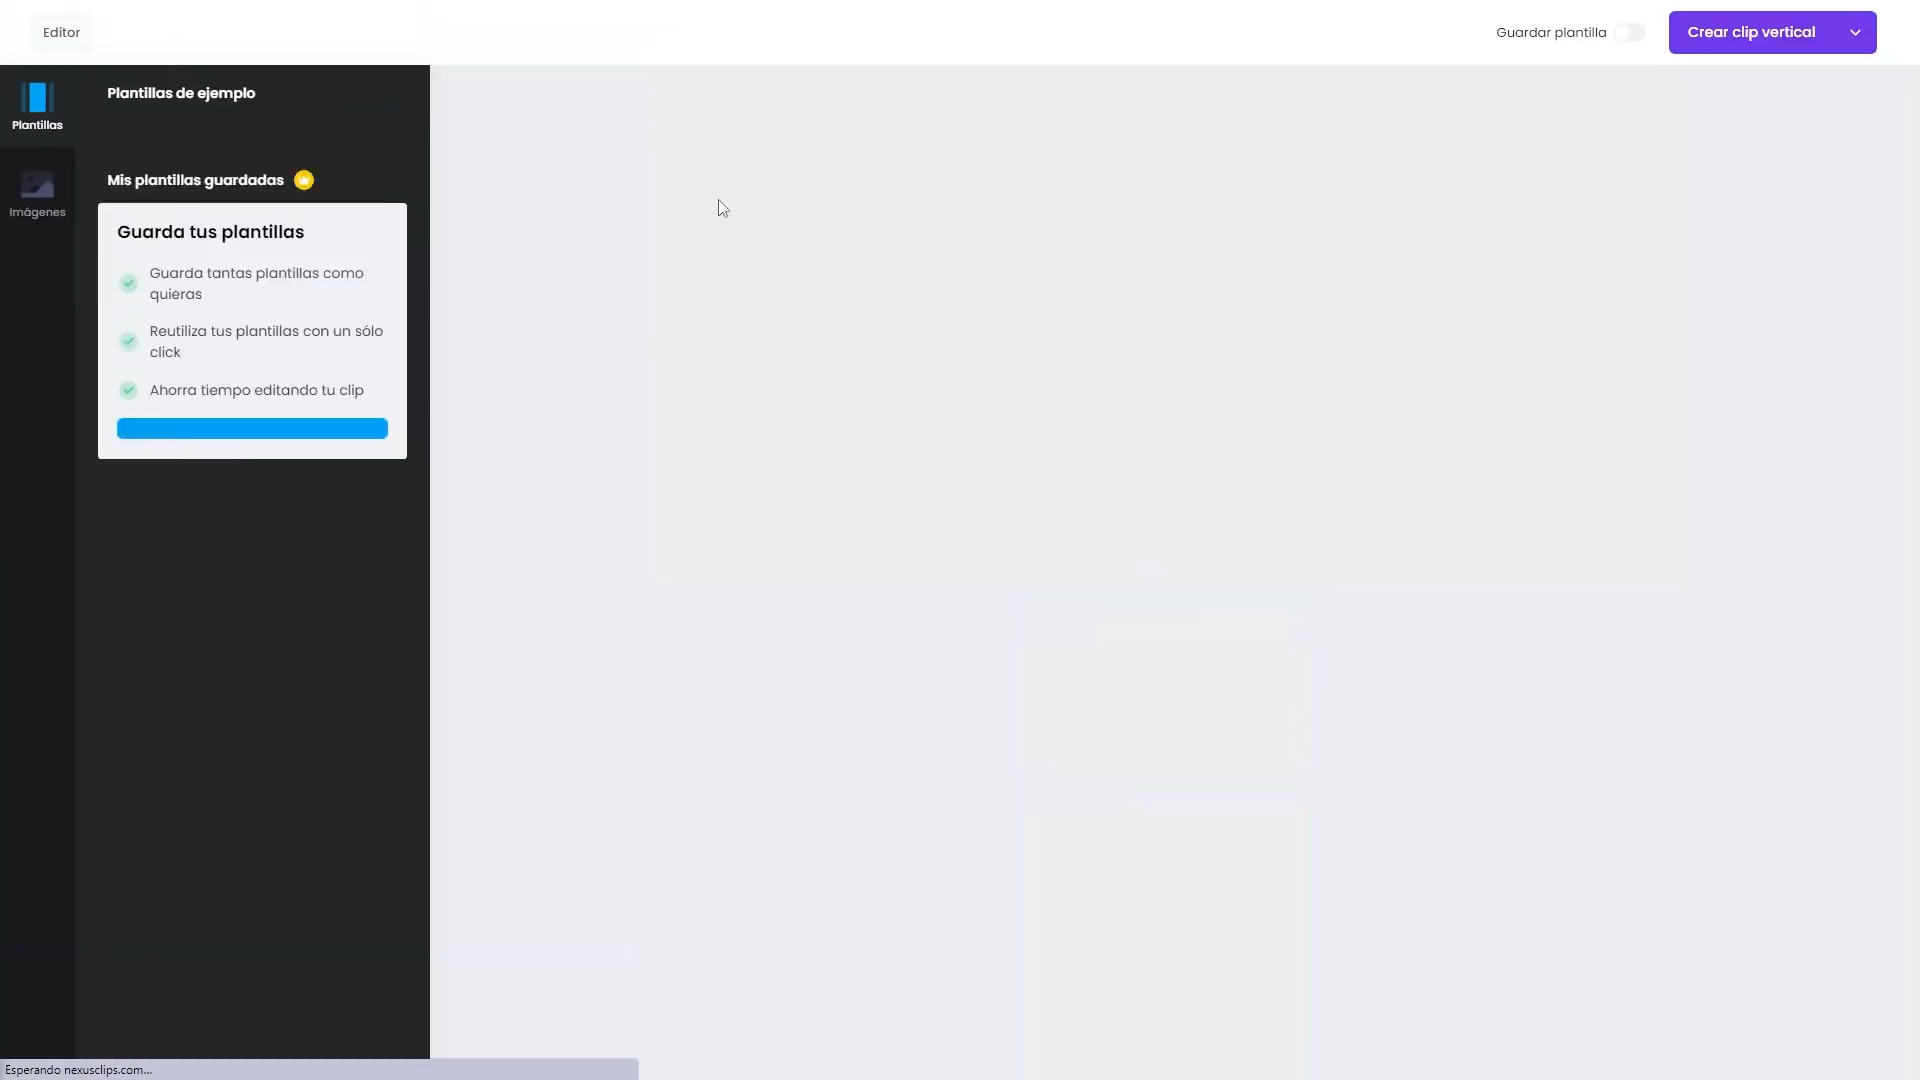 Editor
Guardar plantilla
Crear clip vertical
Plantillas
Imágenes
Plantillas de ejemplo
Mis plantillas guardadas
Guarda tus plantillas
Guarda tantas plantillas como
quieras
Reutiliza tus plantillas con un sólo
click
Ahorra tiempo editando tu clip
Esperando nexusclips.com...